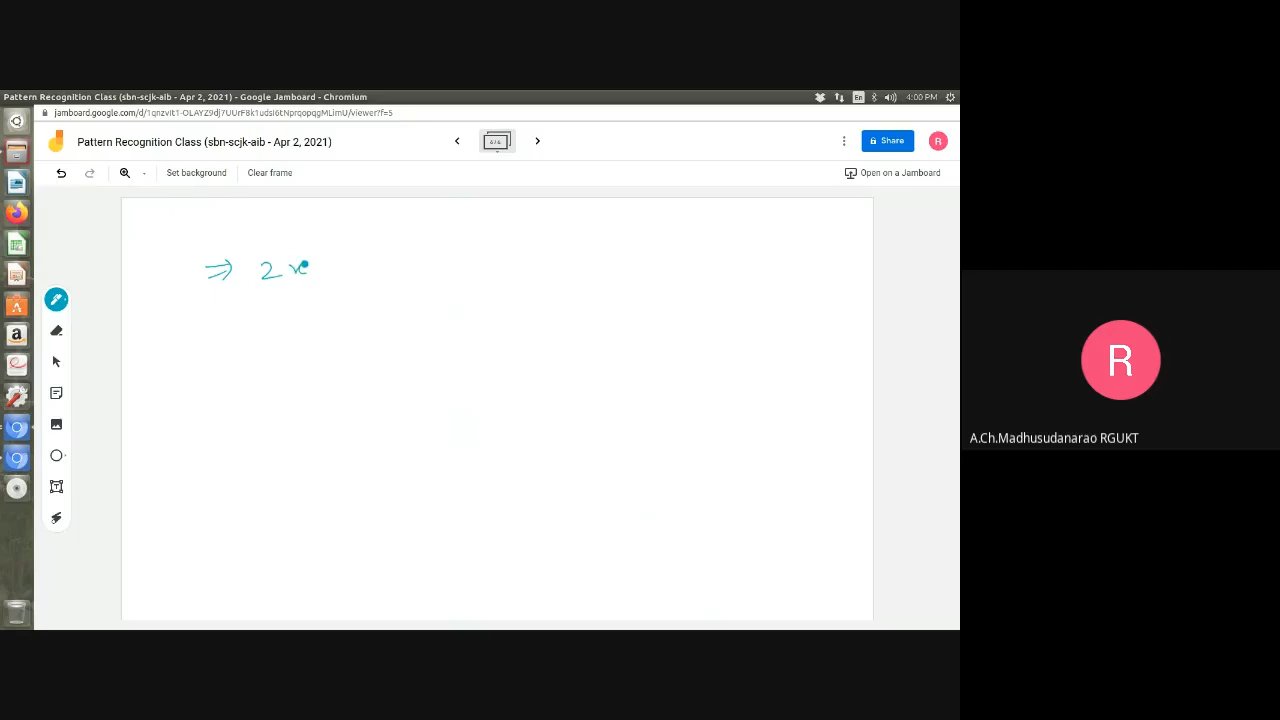 Pattern Recognition Class (sbn-scjk-aib - Apr 2, 2021) - Google Jamboard - Chromium
En
4:00 PM
Pattern Recognition Class (sbn-scjk-aib - Apr 2, 2021)
Share
R
Set background
Clear frame
Open on a Jamboard
⇒ 2x
R
A.Ch.Madhusudanarao RGUKT